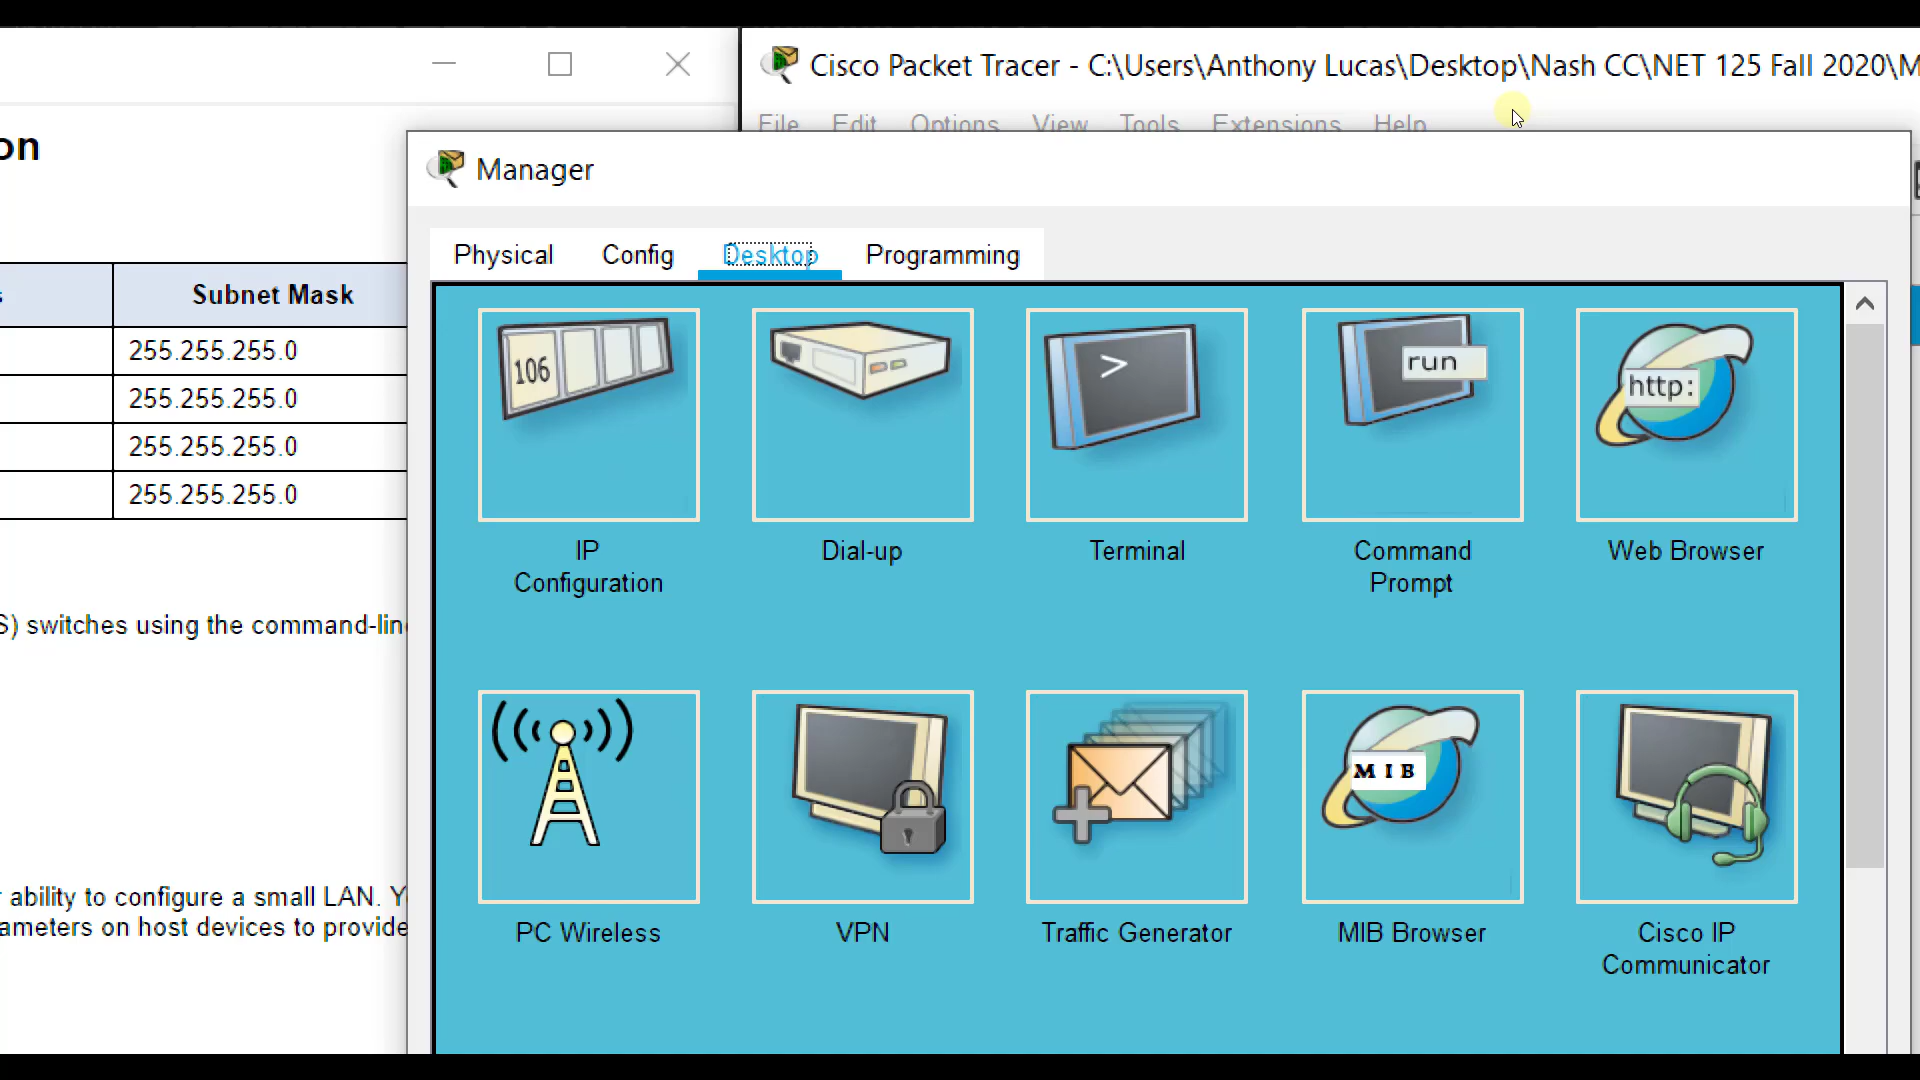 Cisco Packet Tracer - C:\Users\Anthony Lucas\Desktop\Nash CC\NET 125 Fall 2020\M
File Edit Options View Tools Extensions Help
on
Manager
Physical Config Desktop Programming
s Subnet Mask
255.255.255.0
255.255.255.0
255.255.255.0
255.255.255.0
106
>
run
http:
IP
Configuration
Dial-up
Terminal
Command
Prompt
Web Browser
S) switches using the command-line
MIB
PC Wireless
VPN
Traffic Generator
MIB Browser
Cisco IP
Communicator
ability to configure a small LAN. Y
ameters on host devices to provide